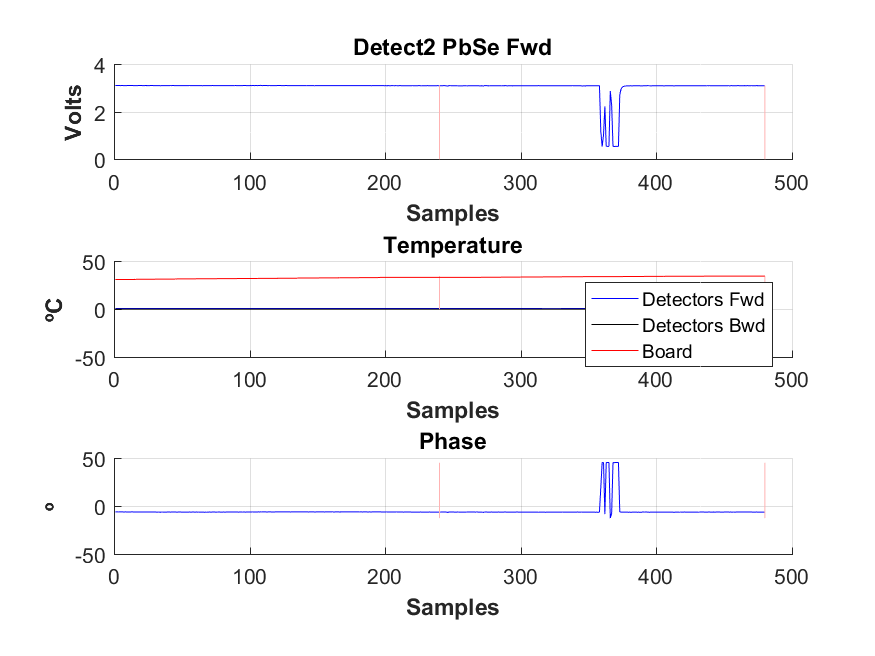 Detect2 PbSe Fwd
Volts
4
2
0
0 100 200 300 400 500
Samples
Temperature
ºC
50
0
-50
Detectors Fwd
Detectors Bwd
Board
0 100 200 300 400 500
Samples
Phase
º
50
0
-50
0 100 200 300 400 500
Samples